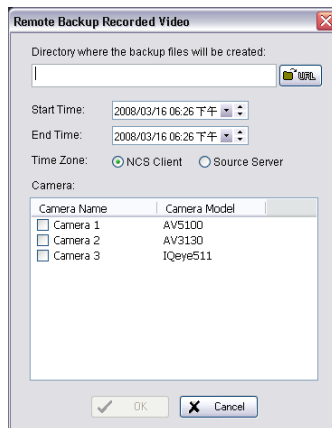 Remote Backup Recorded Video
Directory where the backup files will be created:
URL
Start Time: 2008/03/16 06:26 下午
End Time: 2008/03/16 06:26 下午
Time Zone: NCS Client Source Server
Camera:
Camera Name Camera Model
Camera 1 AV5100
Camera 2 AV3130
Camera 3 IQeye511
OK Cancel